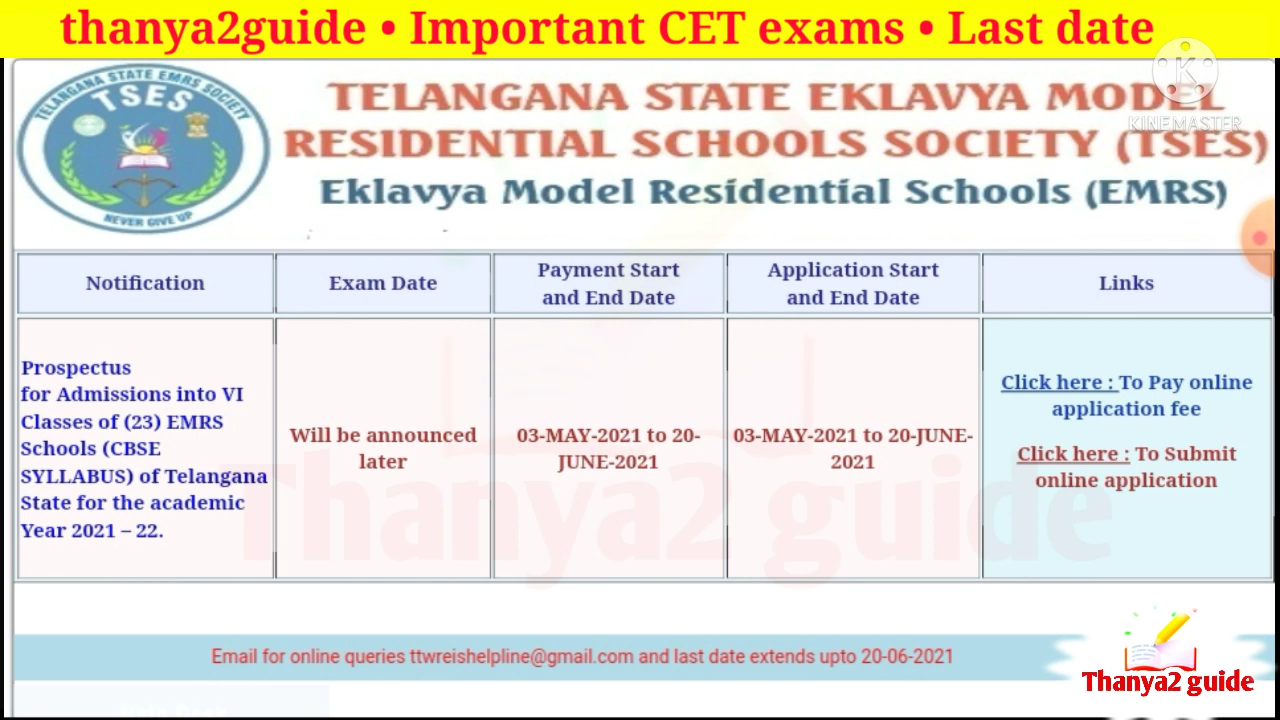 thanya2guide • Important CET exams • Last date
TELANGANA STATE EMRS SOCIETY
TSES
NEVER GIVE UP
TELANGANA STATE EKLAVYA MODEL
RESIDENTIAL SCHOOLS SOCIETY (TSES)
Eklavya Model Residential Schools (EMRS)
K
KINEMASTER
Notification
Exam Date
Payment Start
and End Date
Application Start
and End Date
Links
Prospectus
for Admissions into VI
Classes of (23) EMRS
Schools (CBSE
SYLLABUS) of Telangana
State for the academic
Year 2021 – 22.
Will be announced
later
03-MAY-2021 to 20-
JUNE-2021
03-MAY-2021 to 20-JUNE-
2021
Click here : To Pay online
application fee
Click here : To Submit
online application
Thanya2 guide
Email for online queries ttwreishelpline@gmail.com and last date extends upto 20-06-2021
Thanya2 guide